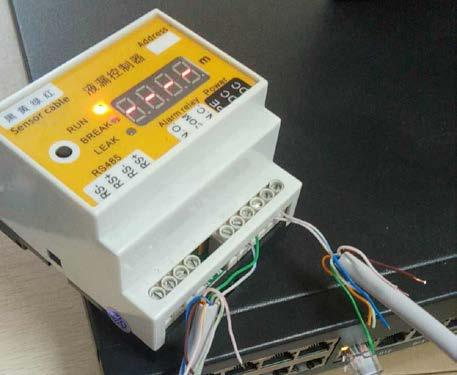 Address
液漏控制器
m
黑黄绿红
Sensor cable
RUN
BREAK
LEAK
Alarm relay
Power
RS485